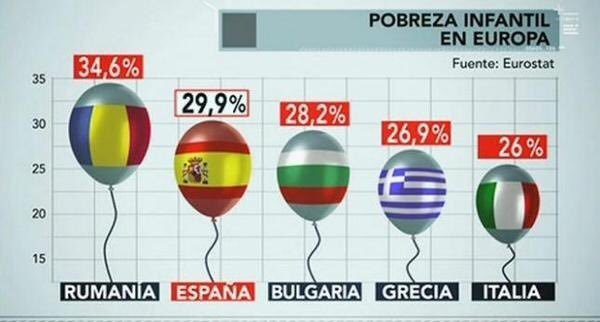 POBREZA INFANTIL
EN EUROPA
Fuente: Eurostat
34,6%
29,9%
28,2%
26,9%
26%
35
30
25
20
15
RUMANÍA
ESPAÑA
BULGARIA
GRECIA
ITALIA